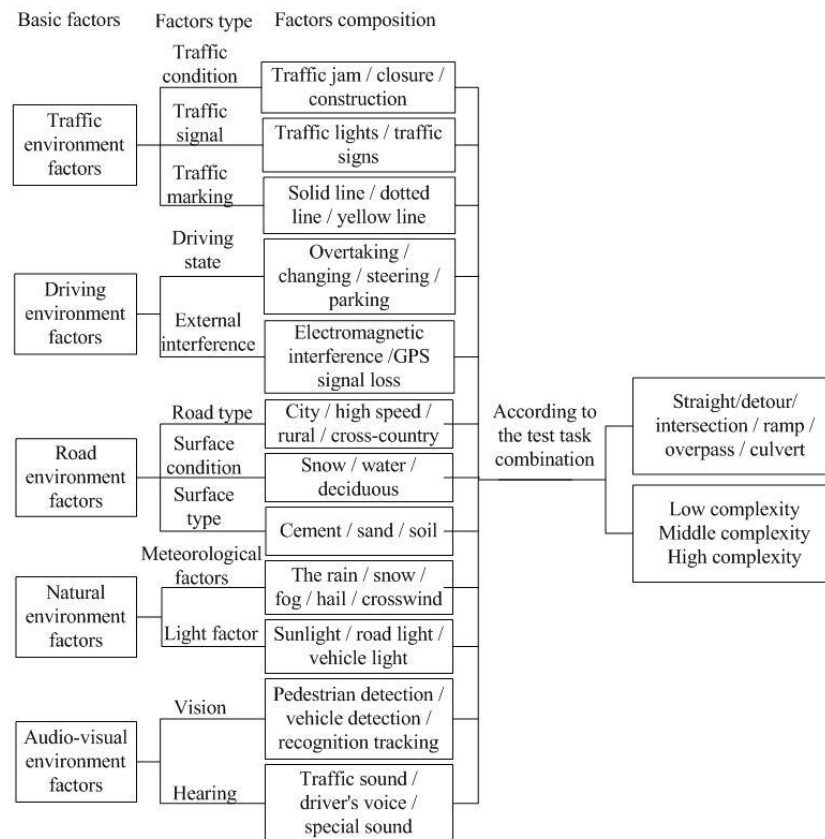 Basic factors
Factors type
Factors composition
Traffic
environment
factors
Traffic
condition
Traffic jam / closure /
construction
Traffic
signal
Traffic lights / traffic
signs
Traffic
marking
Solid line / dotted
line / yellow line
Driving
environment
factors
Driving
state
Overtaking /
changing / steering /
parking
External
interference
Electromagnetic
interference /GPS
signal loss
Road
environment
factors
Road type
City / high speed /
rural / cross-country
Surface
condition
Snow / water /
deciduous
Surface
type
Cement / sand / soil
Natural
environment
factors
Meteorological
factors
The rain / snow /
fog / hail / crosswind
Light factor
Sunlight / road light /
vehicle light
Audio-visual
environment
factors
Vision
Pedestrian detection /
vehicle detection /
recognition tracking
Hearing
Traffic sound /
driver's voice /
special sound
According to
the test task
combination
Straight/detour/
intersection / ramp /
overpass / culvert
Low complexity
Middle complexity
High complexity